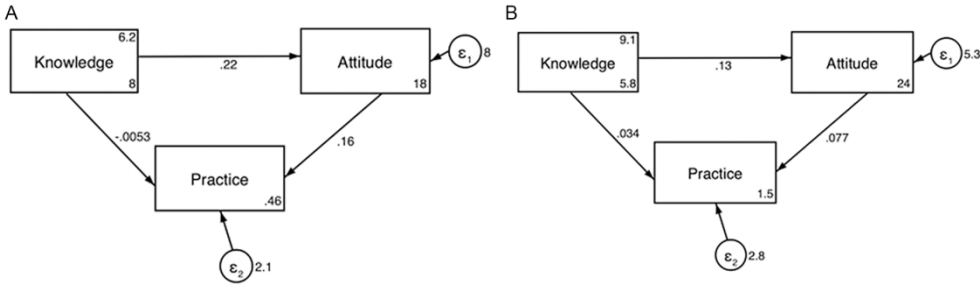 A
6.2
Knowledge
8
.22
Attitude
18
ε1
8
-.0053
.16
Practice
.46
ε2
2.1
B
9.1
Knowledge
5.8
.13
Attitude
24
ε1
5.3
.034
.077
Practice
1.5
ε2
2.8